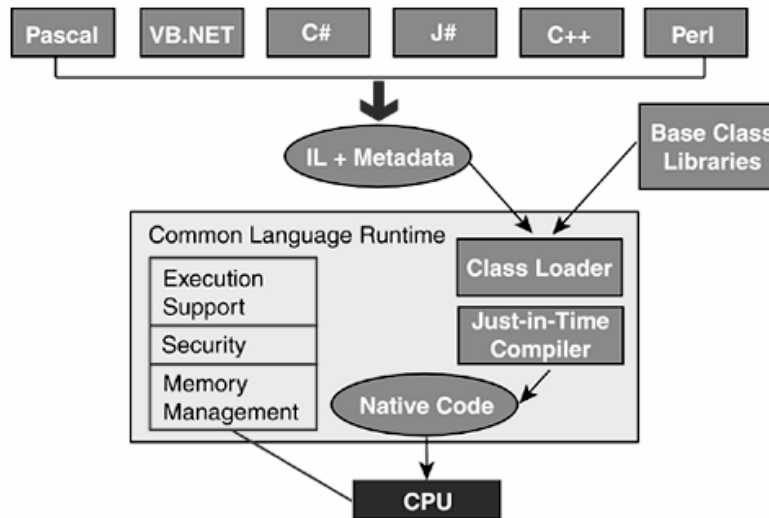 Pascal
VB.NET
C#
J#
C++
Perl
IL + Metadata
Base Class
Libraries
Common Language Runtime
Execution
Support
Security
Memory
Management
Class Loader
Just-in-Time
Compiler
Native Code
CPU